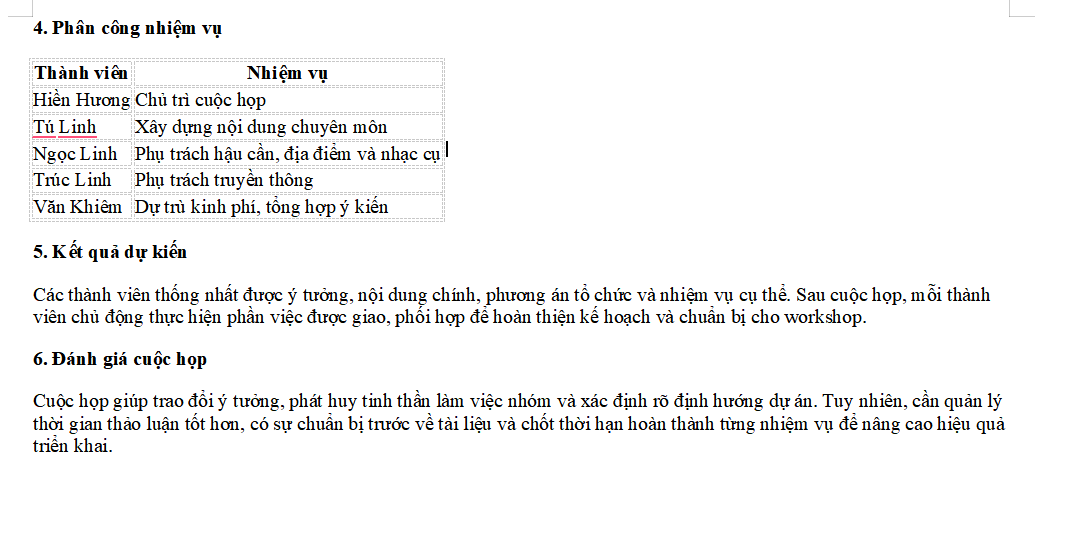 4. Phân công nhiệm vụ
Thành viên Nhiệm vụ
Hiền Hương Chủ trì cuộc họp
Tú Linh Xây dựng nội dung chuyên môn
Ngọc Linh Phụ trách hậu cần, địa điểm và nhạc cụ
Trúc Linh Phụ trách truyền thông
Văn Khiêm Dự trù kinh phí, tổng hợp ý kiến
5. Kết quả dự kiến
Các thành viên thống nhất được ý tưởng, nội dung chính, phương án tổ chức và nhiệm vụ cụ thể. Sau cuộc họp, mỗi thành
viên chủ động thực hiện phần việc được giao, phối hợp để hoàn thiện kế hoạch và chuẩn bị cho workshop.
6. Đánh giá cuộc họp
Cuộc họp giúp trao đổi ý tưởng, phát huy tinh thần làm việc nhóm và xác định rõ định hướng dự án. Tuy nhiên, cần quản lý
thời gian thảo luận tốt hơn, có sự chuẩn bị trước về tài liệu và chốt thời hạn hoàn thành từng nhiệm vụ để nâng cao hiệu quả
triển khai.